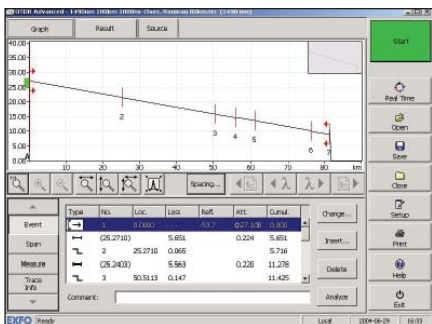 Graph Result Source
Start
40.00
35.00
30.00
25.00
20.00
15.00
10.00
5.00
2 3 4 5 6 7
10 20 30 40 50 60 70 80 km
Real Time
Open
Save
Close
Setup
Print
Help
Exit
Spacing...
Event
Span
Measure
Trace Info
Type No. Loc. Loss Refl. Att. Cumul.
1 0.0000 --- -53.7 0.000
(25.2710) 5.651 0.224 5.651
2 25.2710 0.065 5.716
(25.2403) 5.563 0.220 11.278
3 50.5113 0.147 11.425
Change...
Insert...
Delete
Analyze
Comment:
EXFO Ready Local 2004-06-29 16:03